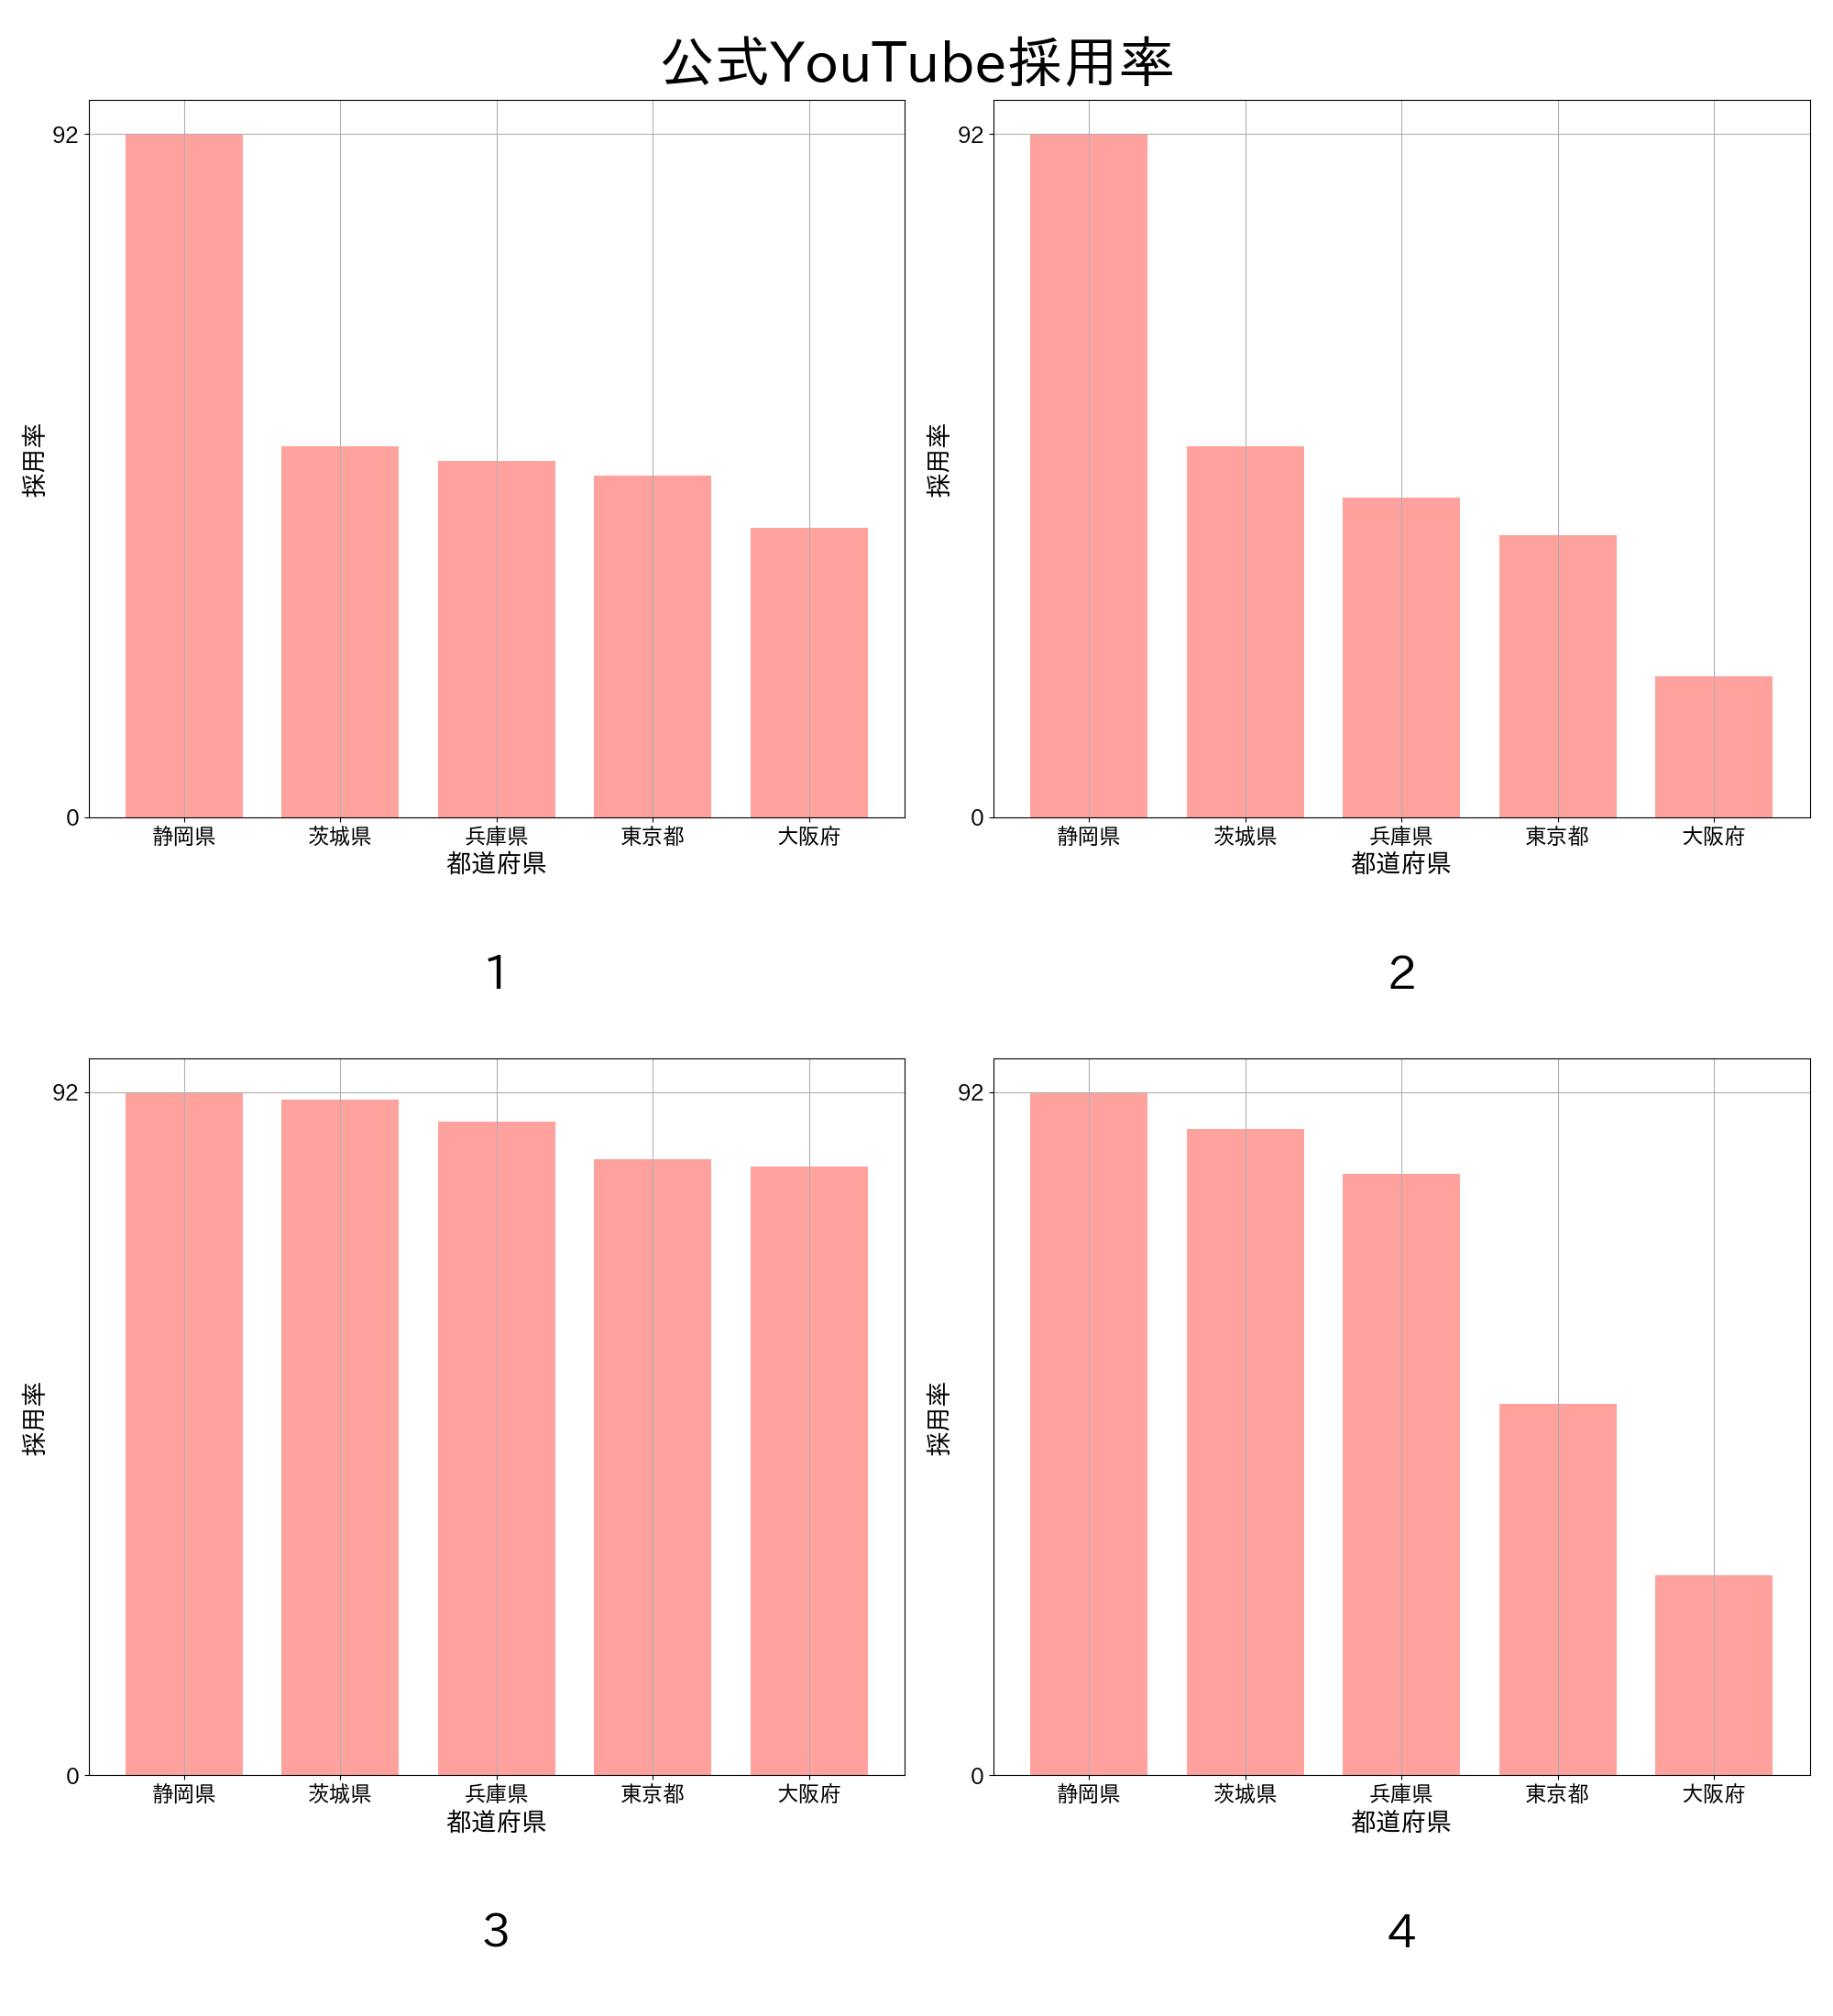 公式YouTube採用率
92
0
採用率
静岡県 茨城県 兵庫県 東京都 大阪府
都道府県
1
92
0
採用率
静岡県 茨城県 兵庫県 東京都 大阪府
都道府県
2
92
0
採用率
静岡県 茨城県 兵庫県 東京都 大阪府
都道府県
3
92
0
採用率
静岡県 茨城県 兵庫県 東京都 大阪府
都道府県
4